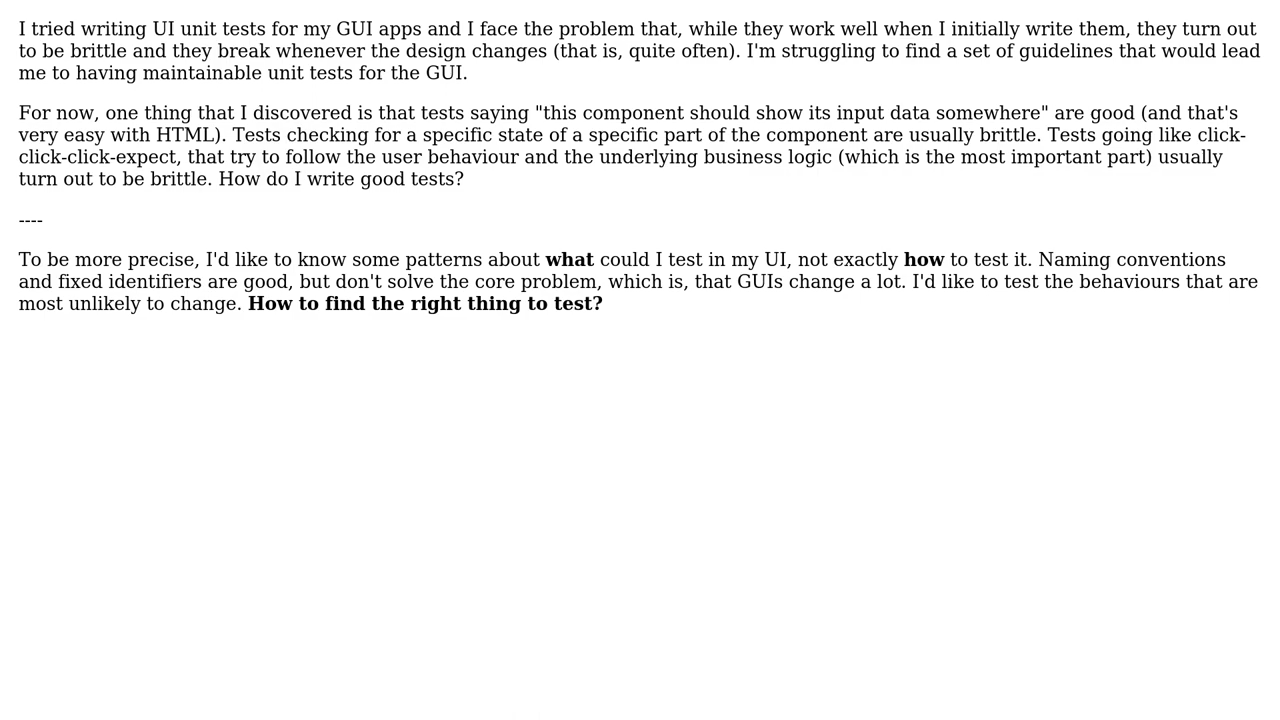 I tried writing UI unit tests for my GUI apps and I face the problem that, while they work well when I initially write them, they turn out
to be brittle and they break whenever the design changes (that is, quite often). I'm struggling to find a set of guidelines that would lead
me to having maintainable unit tests for the GUI.
For now, one thing that I discovered is that tests saying "this component should show its input data somewhere" are good (and that's
very easy with HTML). Tests checking for a specific state of a specific part of the component are usually brittle. Tests going like click-
click-click-expect, that try to follow the user behaviour and the underlying business logic (which is the most important part) usually
turn out to be brittle. How do I write good tests?
----
To be more precise, I'd like to know some patterns about what could I test in my UI, not exactly how to test it. Naming conventions
and fixed identifiers are good, but don't solve the core problem, which is, that GUIs change a lot. I'd like to test the behaviours that are
most unlikely to change. How to find the right thing to test?